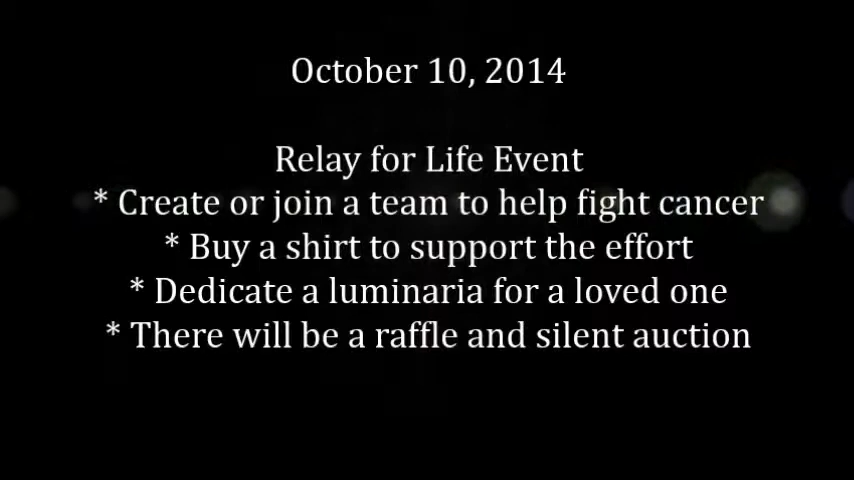 October 10, 2014
Relay for Life Event
* Create or join a team to help fight cancer
* Buy a shirt to support the effort
* Dedicate a luminaria for a loved one
* There will be a raffle and silent auction